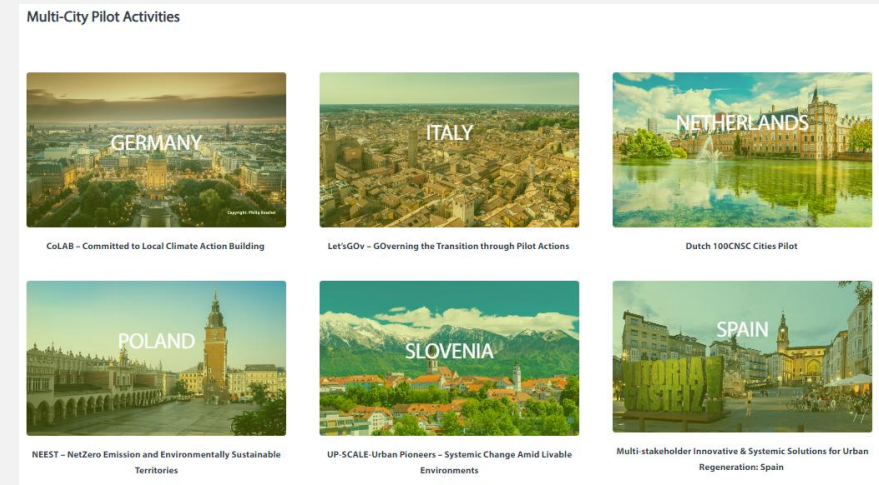 Multi-City Pilot Activities
GERMANY
Copyright: Philip Koschel
CoLAB – Committed to Local Climate Action Building
ITALY
Let'sGOv – GOverning the Transition through Pilot Actions
NETHERLANDS
Dutch 100CNSC Cities Pilot
POLAND
NEEST – NetZero Emission and Environmentally Sustainable
Territories
SLOVENIA
UP-SCALE-Urban Pioneers – Systemic Change Amid Livable
Environments
SPAIN
Multi-stakeholder Innovative & Systemic Solutions for Urban
Regeneration: Spain